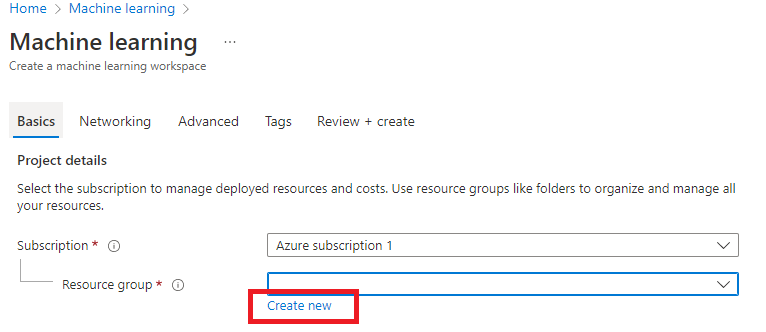 Home > Machine learning >
Machine learning ...
Create a machine learning workspace
Basics Networking Advanced Tags Review + create
Project details
Select the subscription to manage deployed resources and costs. Use resource groups like folders to organize and manage all
your resources.
Subscription * Azure subscription 1
Resource group *
Create new